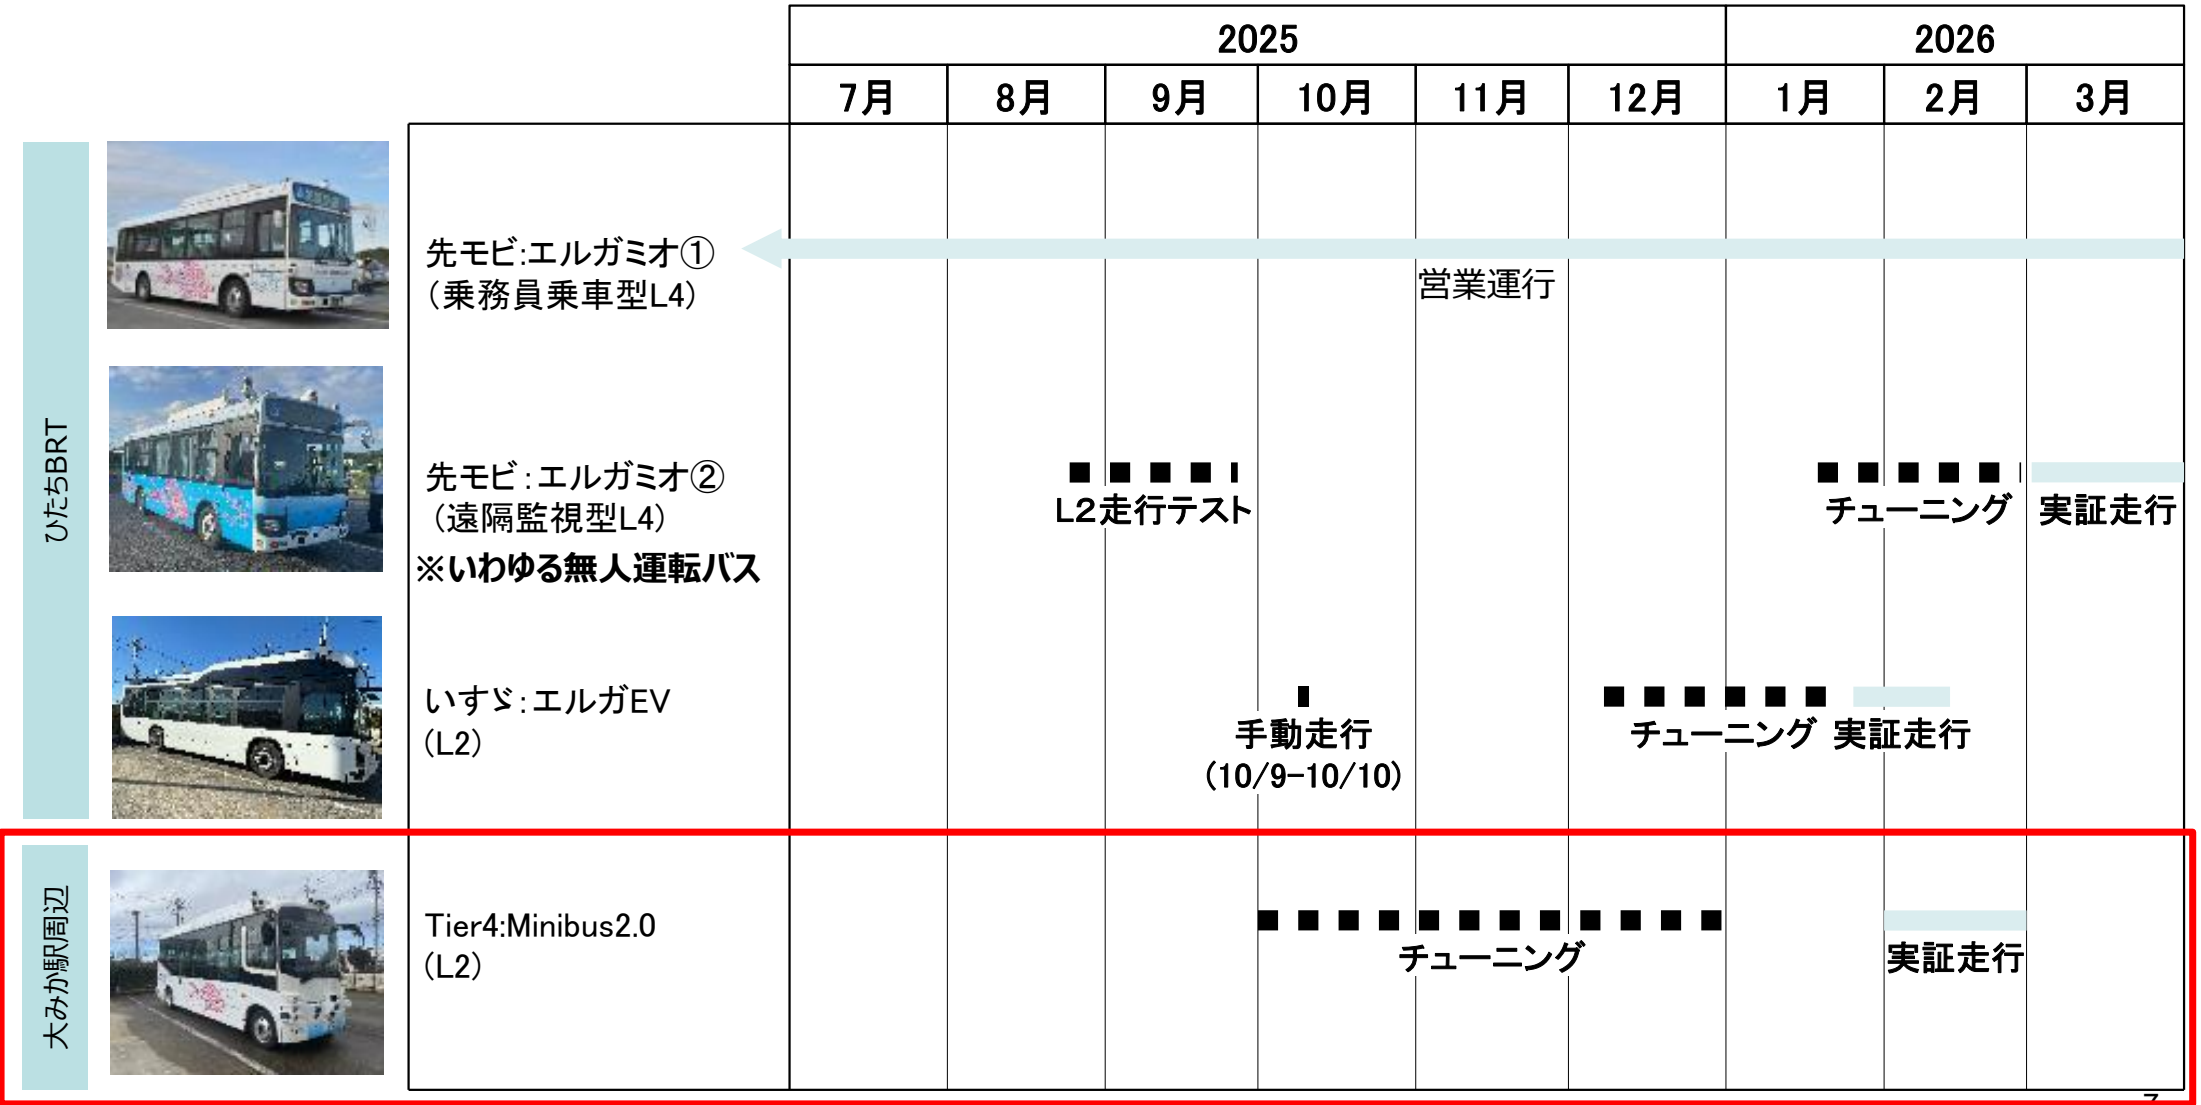 2025
2026
7月
8月
9月
10月
11月
12月
1月
2月
3月
ひたちBRT
先モビ:エルガミオ①
（乗務員乗車型L4）
営業運行
先モビ：エルガミオ②
（遠隔監視型L4）
※いわゆる無人運転バス
L2走行テスト
チューニング
実証走行
いすゞ：エルガEV
(L2)
手動走行
(10/9-10/10)
チューニング
実証走行
大みか駅周辺
Tier4:Minibus2.0
(L2)
チューニング
実証走行